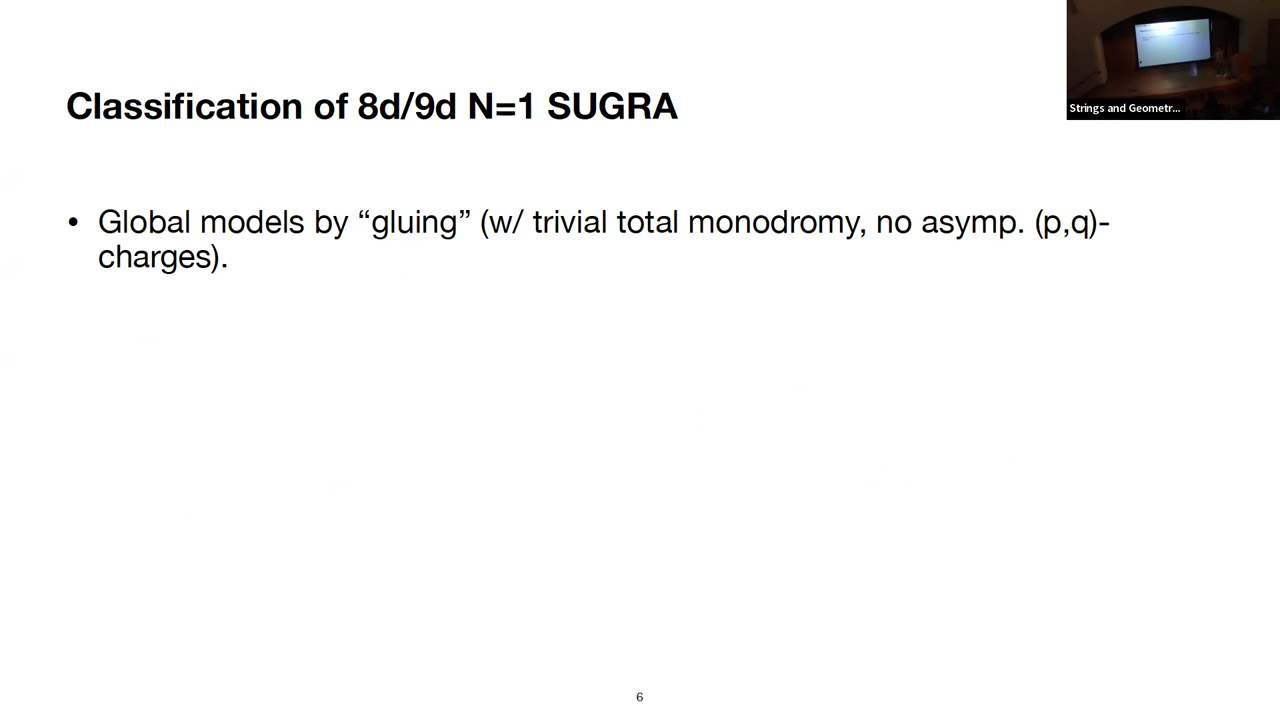 Strings and Geometr...
Classification of 8d/9d N=1 SUGRA
• Global models by “gluing” (w/ trivial total monodromy, no asymp. (p,q)-
charges).
6